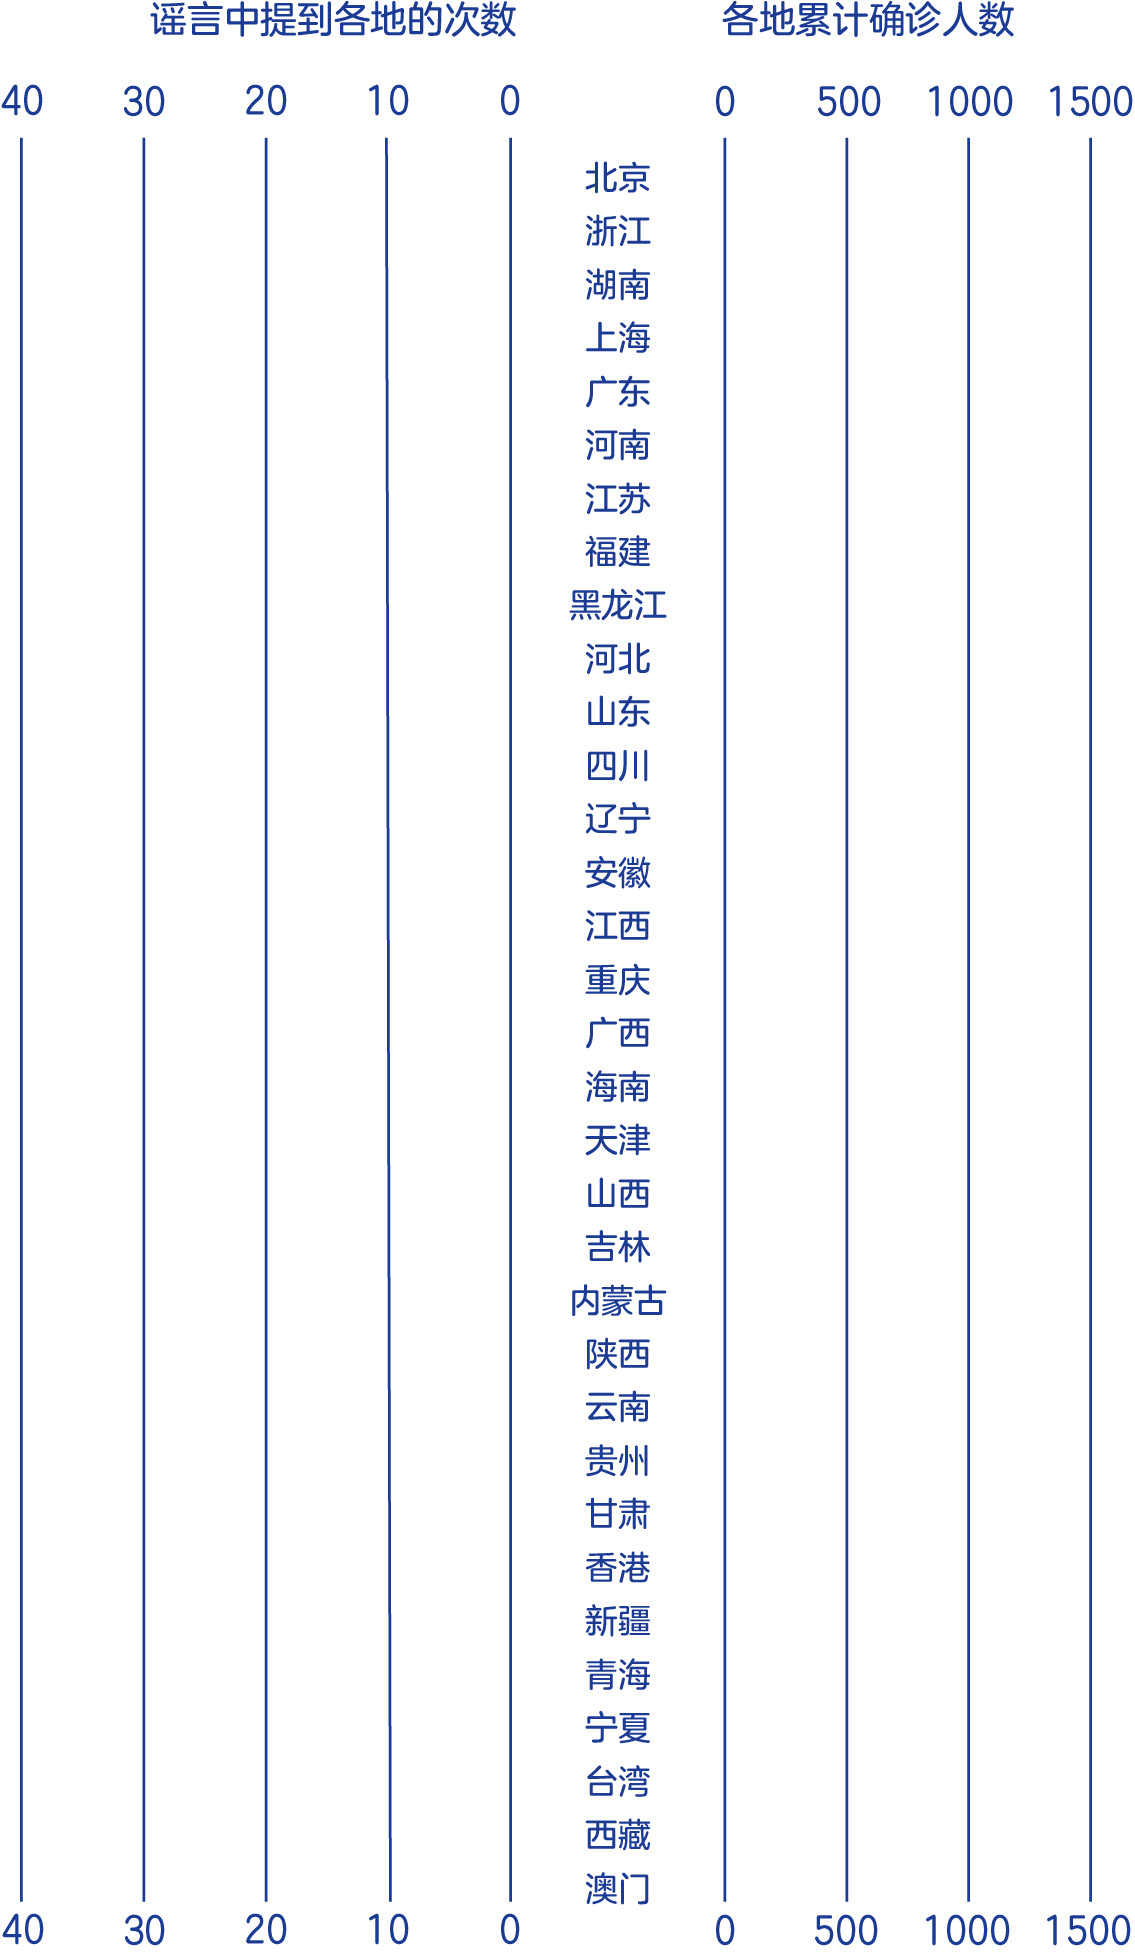 谣言中提到各地的次数 各地累计确诊人数
40 30 20 10 0 0 500 1000 1500
北京
浙江
湖南
上海
广东
河南
江苏
福建
黑龙江
河北
山东
四川
辽宁
安徽
江西
重庆
广西
海南
天津
山西
吉林
内蒙古
陕西
云南
贵州
甘肃
香港
新疆
青海
宁夏
台湾
西藏
澳门
40 30 20 10 0 0 500 1000 1500